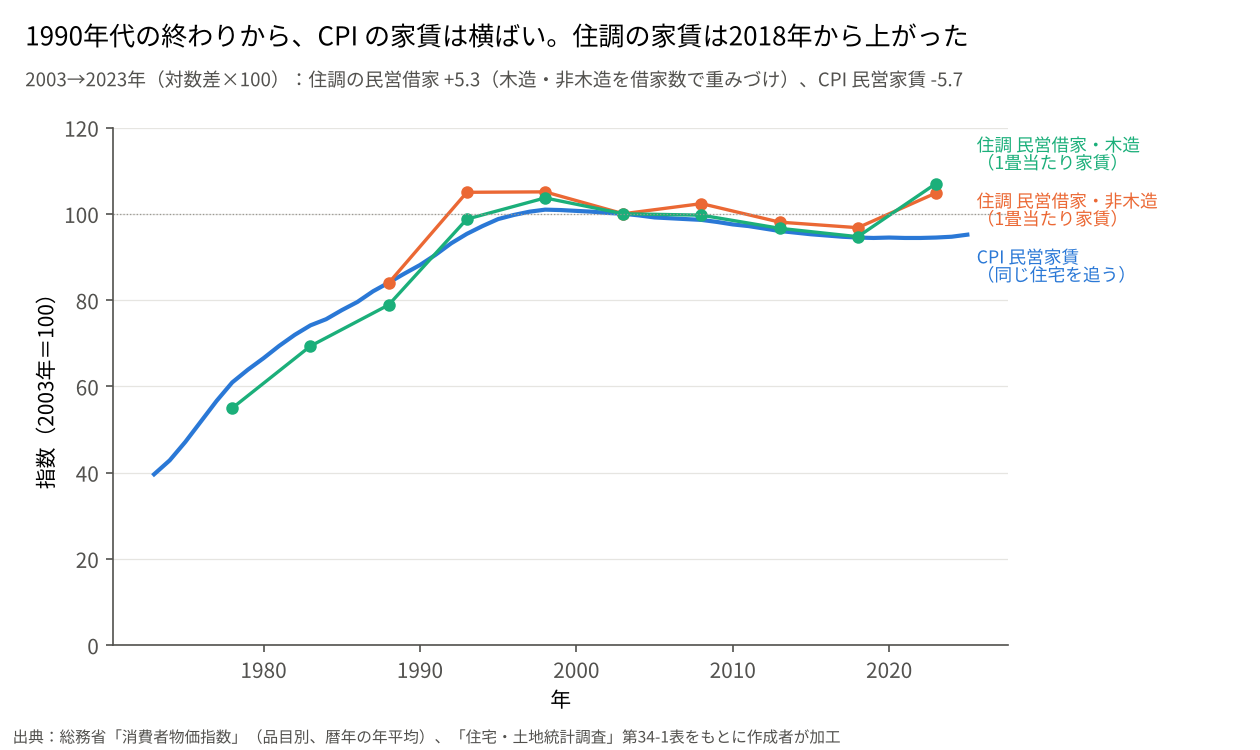 1990年代の終わりから、CPI の家賃は横ばい。住調の家賃は2018年から上がった
2003→2023年（対数差×100）：住調の民営借家 +5.3（木造・非木造を借家数で重みづけ）、CPI 民営家賃 -5.7
指数（2003年＝100）
120
100
80
60
40
20
0
住調 民営借家・木造
（1畳当たり家賃）
住調 民営借家・非木造
（1畳当たり家賃）
CPI 民営家賃
（同じ住宅を追う）
1980
1990
2000
2010
2020
年
出典：総務省「消費者物価指数」（品目別、暦年の年平均）、「住宅・土地統計調査」第34-1表をもとに作成者が加工